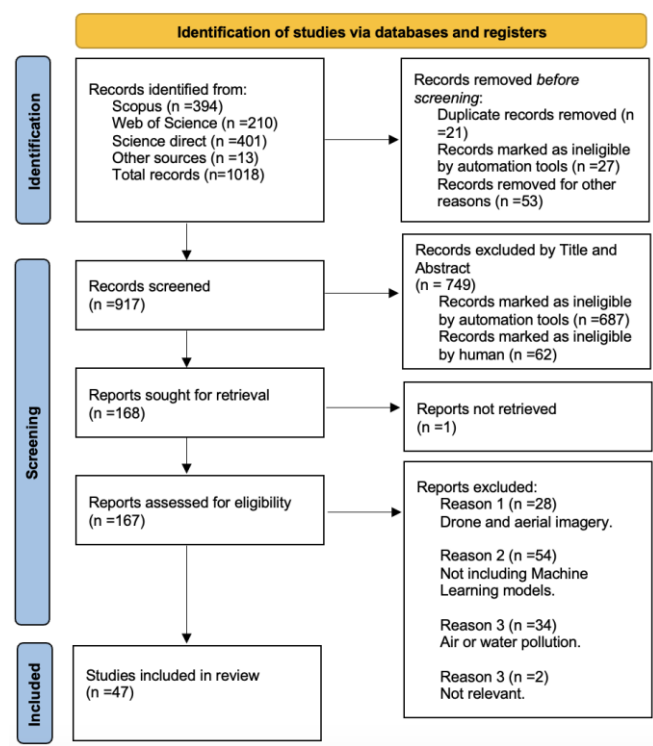 Identification of studies via databases and registers
Identification
Records identified from:
Scopus (n =394)
Web of Science (n =210)
Science direct (n =401)
Other sources (n =13)
Total records (n=1018)
Records removed before
screening:
Duplicate records removed (n
=21)
Records marked as ineligible
by automation tools (n =27)
Records removed for other
reasons (n =53)
Screening
Records screened
(n =917)
Records excluded by Title and
Abstract
(n = 749)
Records marked as ineligible
by automation tools (n =687)
Records marked as ineligible
by human (n =62)
Reports sought for retrieval
(n =168)
Reports not retrieved
(n =1)
Reports assessed for eligibility
(n =167)
Reports excluded:
Reason 1 (n =28)
Drone and aerial imagery.
Reason 2 (n =54)
Not including Machine
Learning models.
Reason 3 (n =34)
Air or water pollution.
Reason 3 (n =2)
Not relevant.
Included
Studies included in review
(n =47)